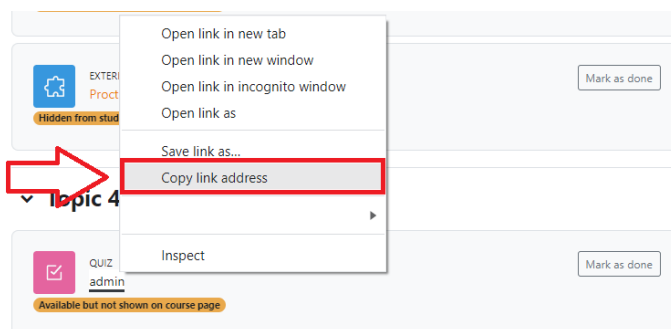 Open link in new tab
Open link in new window
EXTER
Open link in incognito window
Mark as done
Proct
Open link as
Hidden from stud
Save link as...
Copy link address
Topic 4
Inspect
QUIZ
Mark as done
admin
Available but not shown on course page